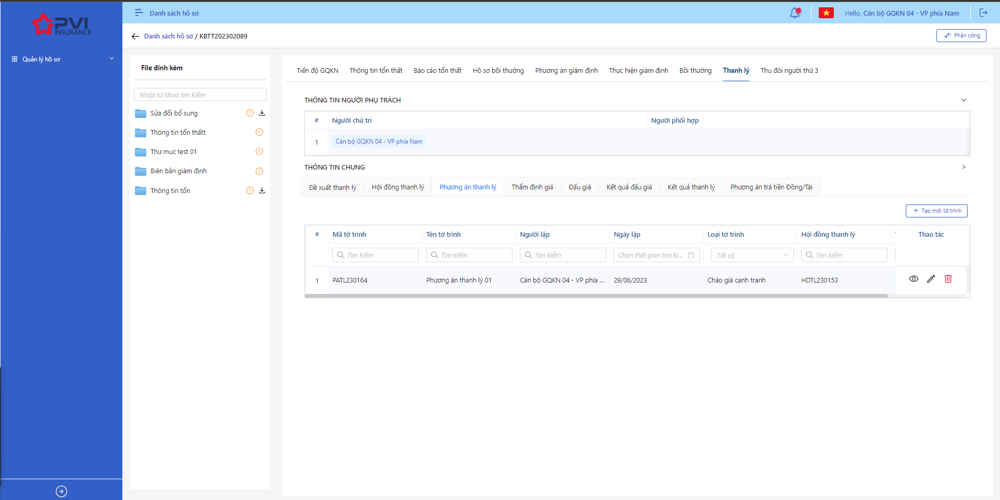 PVI
INSURANCE
Quản lý hồ sơ
Danh sách hồ sơ
Hello, Cán bộ GQKN 04 - VP phía Nam
Danh sách hồ sơ / KBTT202302089
Phân công
File đính kèm
Nhập từ khoá tìm kiếm
Sửa đổi bổ sung
Thông tin tổn thấtt
Thư mục test 01
Biên bản giám định
Thông tin tổn
Tiến độ GQKN Thông tin tổn thất Báo cáo tổn thất Hồ sơ bồi thường Phương án giám định Thực hiện giám định Bồi thường Thanh lý Thu đòi người thứ 3
THÔNG TIN NGƯỜI PHỤ TRÁCH
# Người chủ trì Người phối hợp
1 Cán bộ GQKN 04 - VP phía Nam
THÔNG TIN CHUNG
Đề xuất thanh lý Hội đồng thanh lý Phương án thanh lý Thẩm định giá Đấu giá Kết quả đấu giá Kết quả thanh lý Phương án trả tiền Đồng/Tái
+ Tạo mới tờ trình
# Mã tờ trình Tên tờ trình Người lập Ngày lập Loại tờ trình Hội đồng thanh lý Thao tác
Tìm kiếm Tìm kiếm Tìm kiếm Chọn thời gian tìm ki... Tất cả Tìm kiếm
1 PATL230164 Phương án thanh lý 01 Cán bộ GQKN 04 - VP phía ... 29/06/2023 Chào giá cạnh tranh HDTL230153